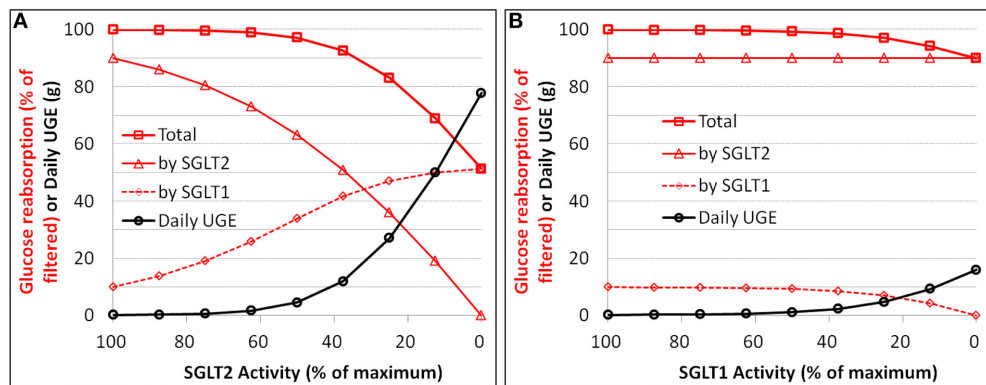 A
Glucose reabsorption (% of
filtered) or Daily UGE (g)
100
80
60
40
20
0
Total
by SGLT2
by SGLT1
Daily UGE
100 80 60 40 20 0
SGLT2 Activity (% of maximum)
B
Glucose reabsorption (% of
filtered) or Daily UGE (g)
100
80
60
40
20
0
Total
by SGLT2
by SGLT1
Daily UGE
100 80 60 40 20 0
SGLT1 Activity (% of maximum)